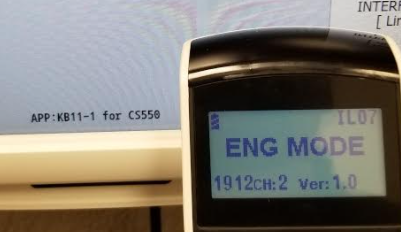 INTERF
[ Lin
APP:KB11-1 for CS550
IL07
ENG MODE
1912CH:2 Ver:1.0